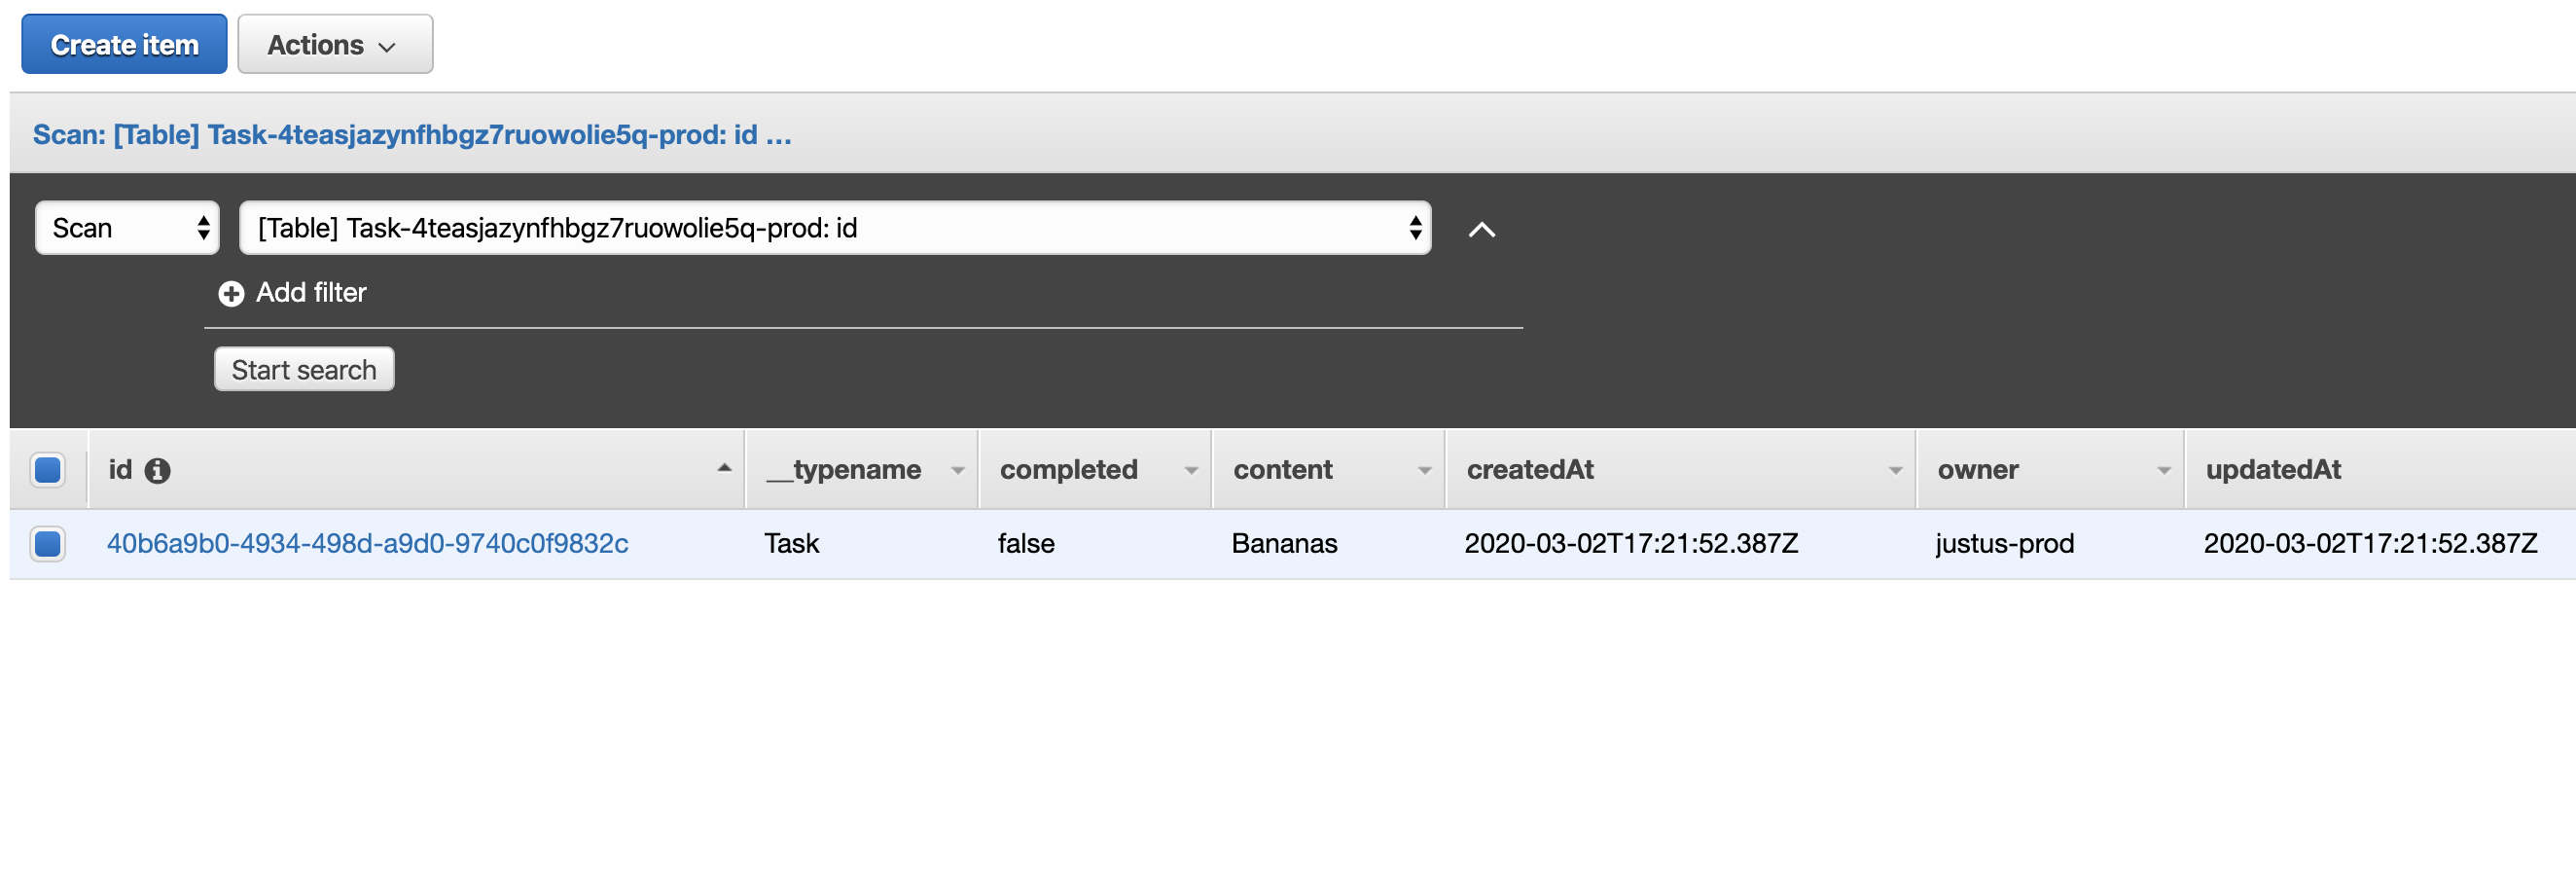 Create item Actions
Scan: [Table] Task-4teasjazynfhbgz7ruowolie5q-prod: id ...
Scan [Table] Task-4teasjazynfhbgz7ruowolie5q-prod: id
Add filter
Start search
id __typename completed content createdAt owner updatedAt
40b6a9b0-4934-498d-a9d0-9740c0f9832c Task false Bananas 2020-03-02T17:21:52.387Z justus-prod 2020-03-02T17:21:52.387Z